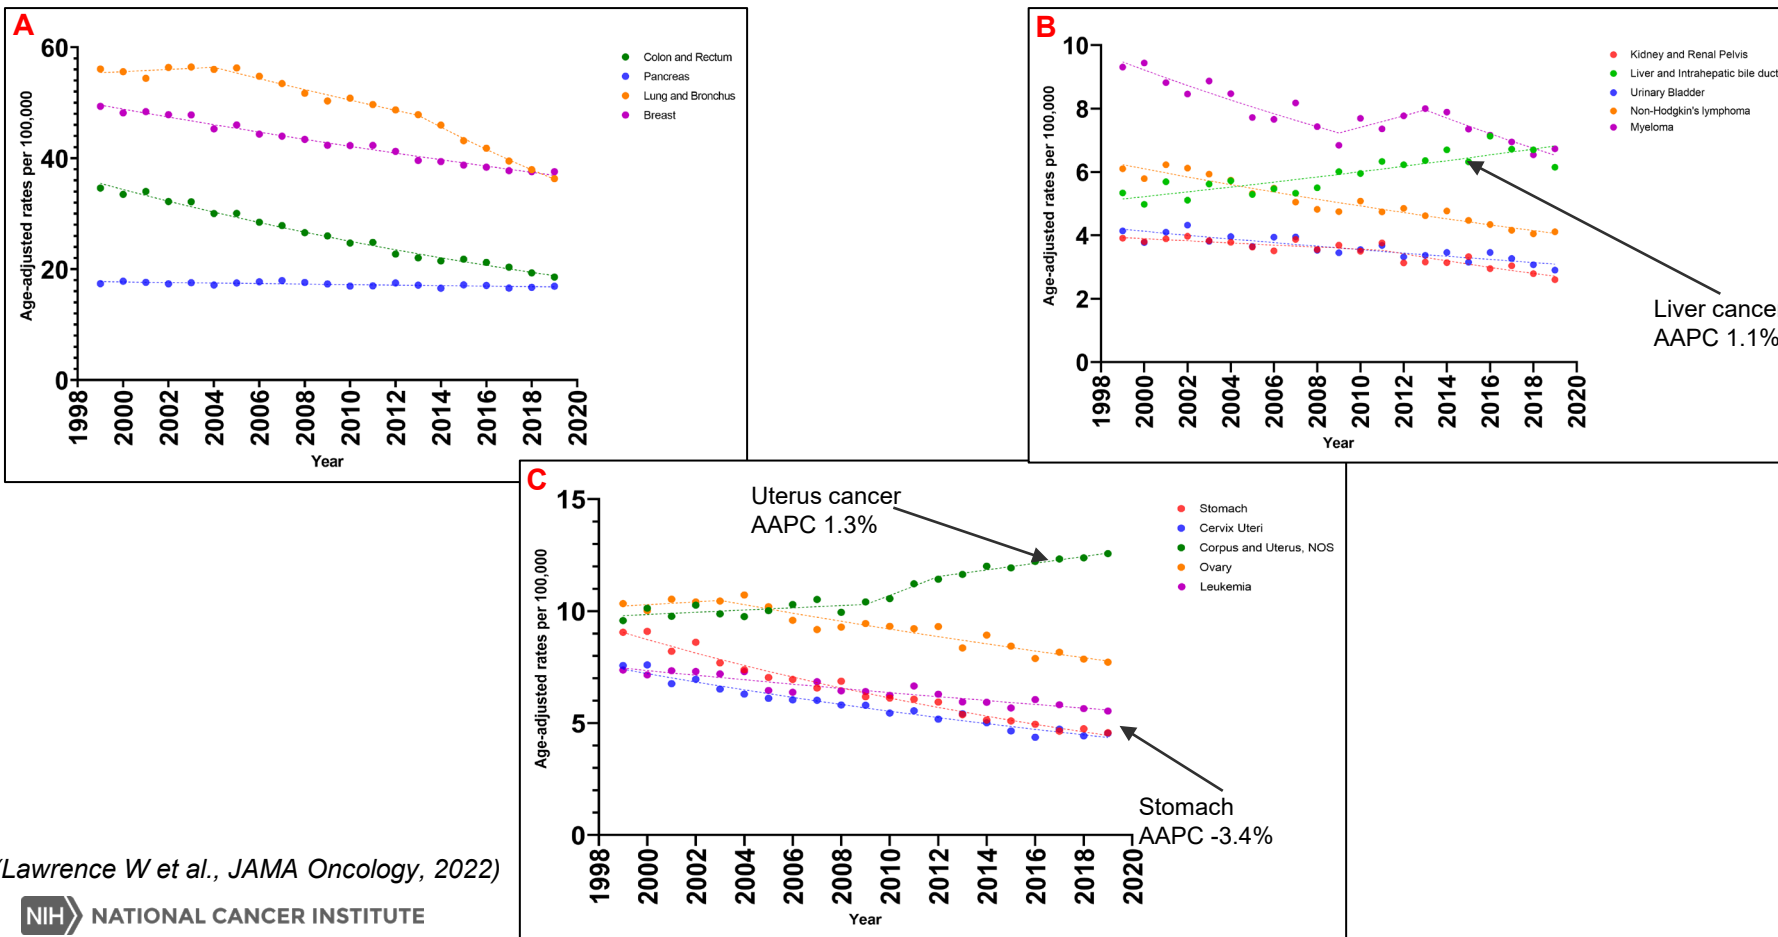 A
60
40
20
0
Age-adjusted rates per 100,000
1998 2000 2002 2004 2006 2008 2010 2012 2014 2016 2018 2020
Year
Colon and Rectum
Pancreas
Lung and Bronchus
Breast
B
10
8
6
4
2
0
Age-adjusted rates per 100,000
1998 2000 2002 2004 2006 2008 2010 2012 2014 2016 2018 2020
Year
Kidney and Renal Pelvis
Liver and Intrahepatic bile duct
Urinary Bladder
Non-Hodgkin's lymphoma
Myeloma
Liver cance
AAPC 1.1%
C
15
10
5
0
Age-adjusted rates per 100,000
1998 2000 2002 2004 2006 2008 2010 2012 2014 2016 2018 2020
Year
Uterus cancer
AAPC 1.3%
Stomach
Cervix Uteri
Corpus and Uterus, NOS
Ovary
Leukemia
Stomach
AAPC -3.4%
(Lawrence W et al., JAMA Oncology, 2022)
NIH NATIONAL CANCER INSTITUTE